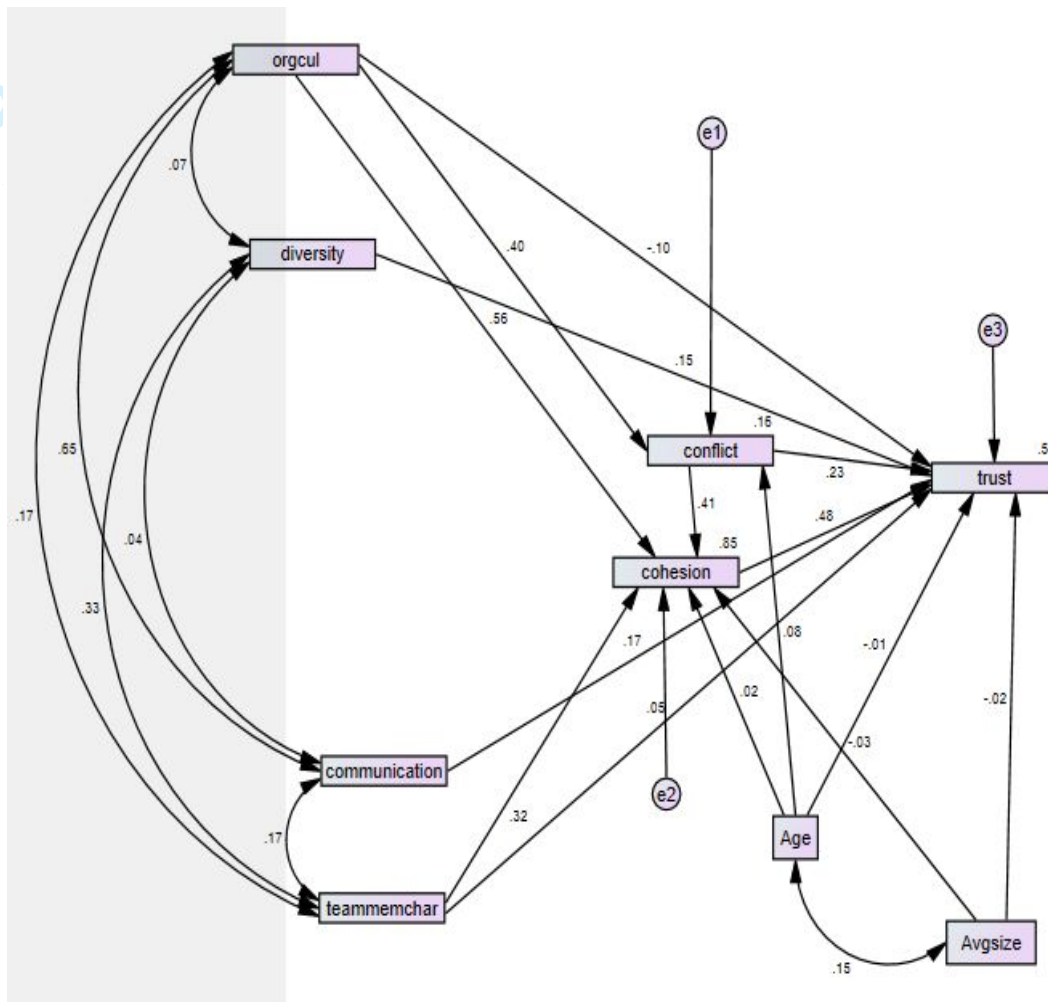 orgcul
e1
.07
diversity
.40
-.10
.56
e3
.15
.16
conflict
.23
.5
trust
.65
.41
.48
.85
cohesion
.17
.04
.33
.17
.08
-.01
.02
-.02
.05
-.03
communication
e2
.32
Age
.17
teammemchar
Avgsize
.15